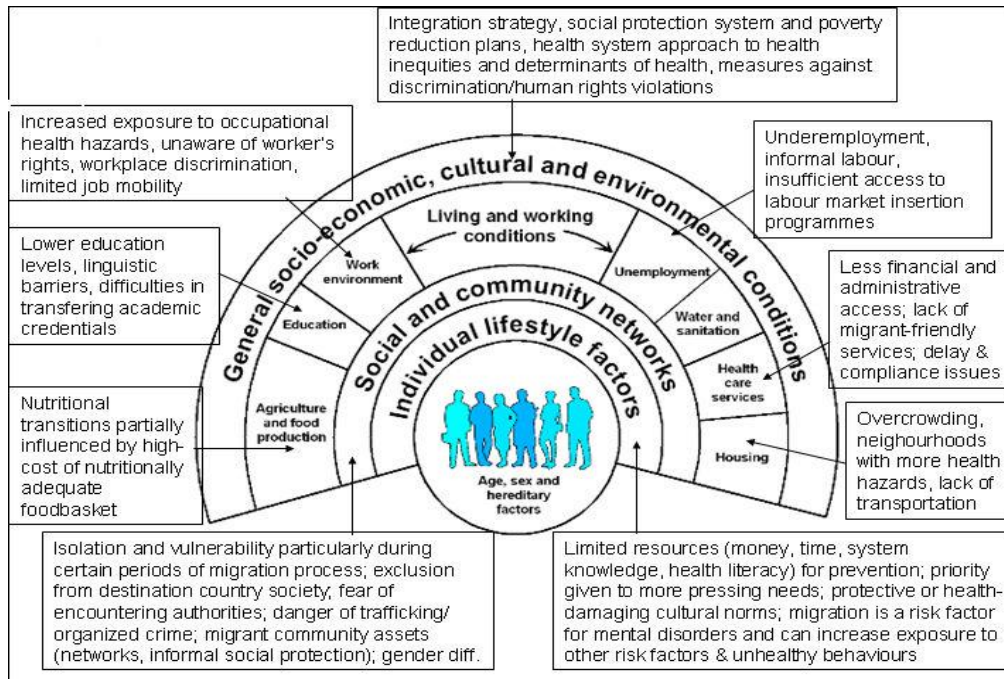 Integration strategy, social protection system and poverty
reduction plans, health system approach to health
inequities and determinants of health, measures against
discrimination/human rights violations
Increased exposure to occupational
health hazards, unaware of worker's
rights, workplace discrimination,
limited job mobility
Underemployment,
informal labour,
insufficient access to
labour market insertion
programmes
Lower education
levels, linguistic
barriers, difficulties in
transfering academic
credentials
Less financial and
administrative
access; lack of
migrant-friendly
services; delay &
compliance issues
Nutritional
transitions partially
influenced by high-
cost of nutritionally
adequate
foodbasket
Overcrowding,
neighourhoods
with more health
hazards, lack of
transportation
General socio-economic, cultural and environmental conditions
Living and working
conditions
Work
environment
Education
Agriculture
and food
production
Unemployment
Water and
sanitation
Health
care
services
Housing
Social and community networks
Individual lifestyle factors
Age, sex and
hereditary
factors
Isolation and vulnerability particularly during
certain periods of migration process; exclusion
from destination country society; fear of
encountering authorities; danger of trafficking/
organized crime; migrant community assets
(networks, informal social protection); gender diff.
Limited resources (money, time, system
knowledge, health literacy) for prevention; priority
given to more pressing needs; protective or health-
damaging cultural norms; migration is a risk factor
for mental disorders and can increase exposure to
other risk factors & unhealthy behaviours